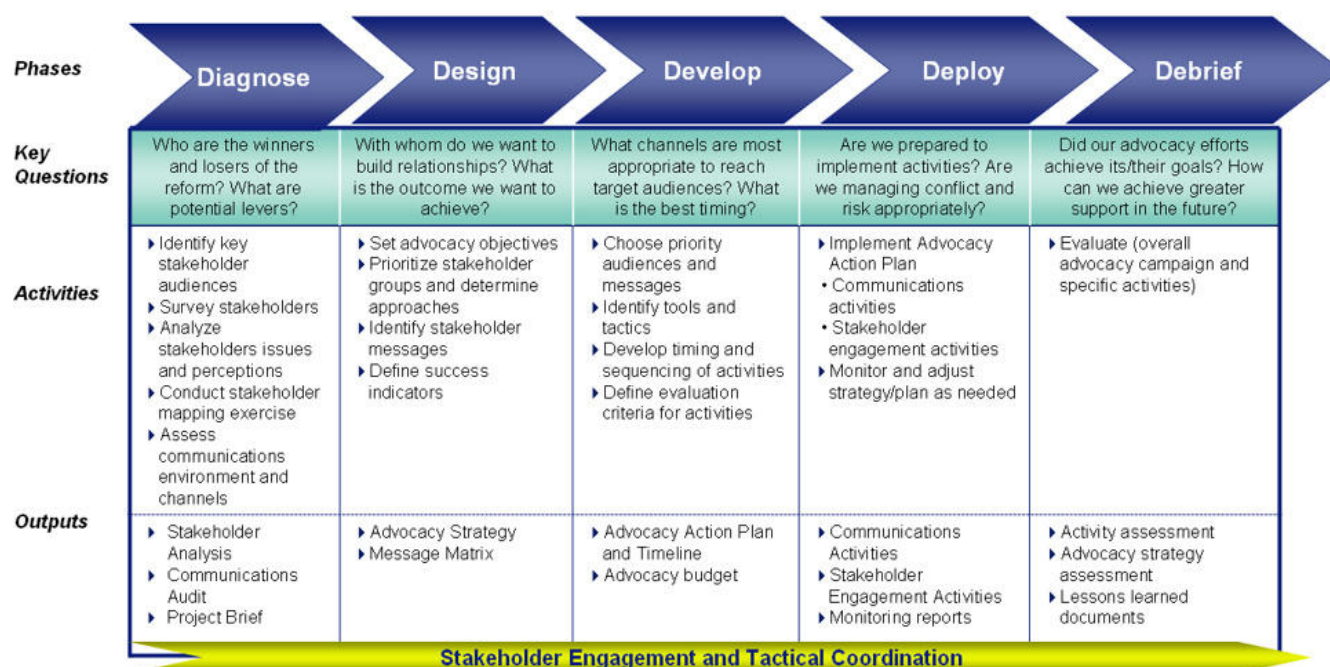 Phases
Diagnose
Design
Develop
Deploy
Debrief
Key
Questions
Who are the winners
and losers of the
reform? What are
potential levers?
With whom do we want to
build relationships? What
is the outcome we want to
achieve?
What channels are most
appropriate to reach
target audiences? What
is the best timing?
Are we prepared to
implement activities? Are
we managing conflict and
risk appropriately?
Did our advocacy efforts
achieve its/their goals? How
can we achieve greater
support in the future?
Activities
Identify key
stakeholder
audiences
Survey stakeholders
Analyze
stakeholders issues
and perceptions
Conduct stakeholder
mapping exercise
Assess
communications
environment and
channels
Set advocacy objectives
Prioritize stakeholder
groups and determine
approaches
Identify stakeholder
messages
Define success
indicators
Choose priority
audiences and
messages
Identify tools and
tactics
Develop timing and
sequencing of activities
Define evaluation
criteria for activities
Implement Advocacy
Action Plan
• Communications
activities
• Stakeholder
engagement activities
Monitor and adjust
strategy/plan as needed
Evaluate (overall
advocacy campaign and
specific activities)
Outputs
Stakeholder
Analysis
Communications
Audit
Project Brief
Advocacy Strategy
Message Matrix
Advocacy Action Plan
and Timeline
Advocacy budget
Communications
Activities
Stakeholder
Engagement Activities
Monitoring reports
Activity assessment
Advocacy strategy
assessment
Lessons learned
documents
Stakeholder Engagement and Tactical Coordination